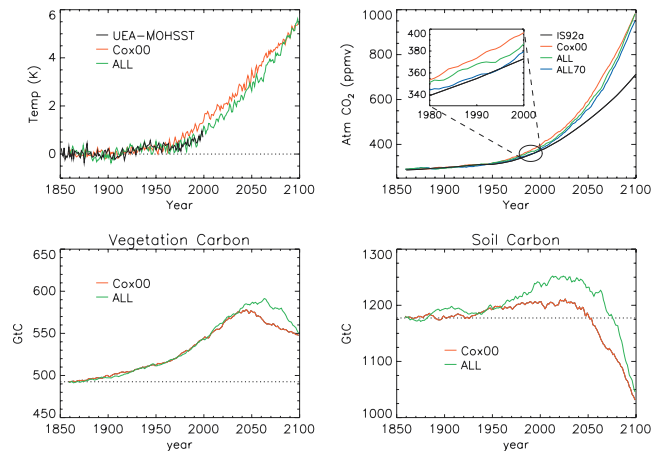 6
4
2
0
Temp (K)
UEA-MOHSST
Cox00
ALL
1850 1900 1950 2000 2050 2100
Year
1000
800
600
400
Atm CO2 (ppmv)
400
380
360
340
1980 1990 2000
IS92a
Cox00
ALL
ALL70
1850 1900 1950 2000 2050 2100
Year
Vegetation Carbon
650
600
550
500
450
GtC
Cox00
ALL
1850 1900 1950 2000 2050 2100
year
Soil Carbon
1300
1200
1100
1000
GtC
Cox00
ALL
1850 1900 1950 2000 2050 2100
year